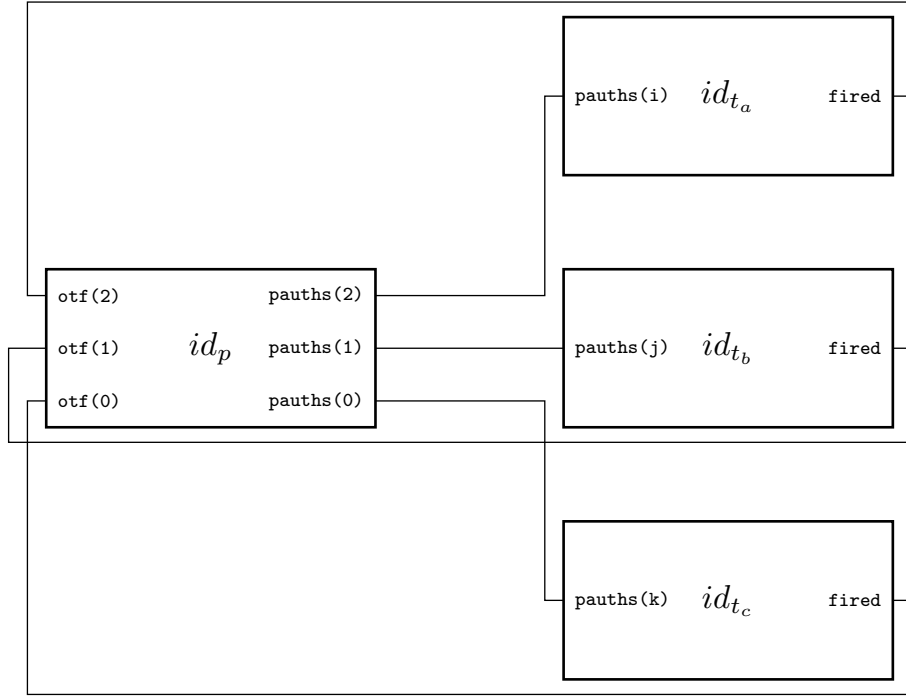 pauths(i) id_{t_a} fired
otf(2) pauths(2)
otf(1) id_p pauths(1)
otf(0) pauths(0)
pauths(j) id_{t_b} fired
pauths(k) id_{t_c} fired